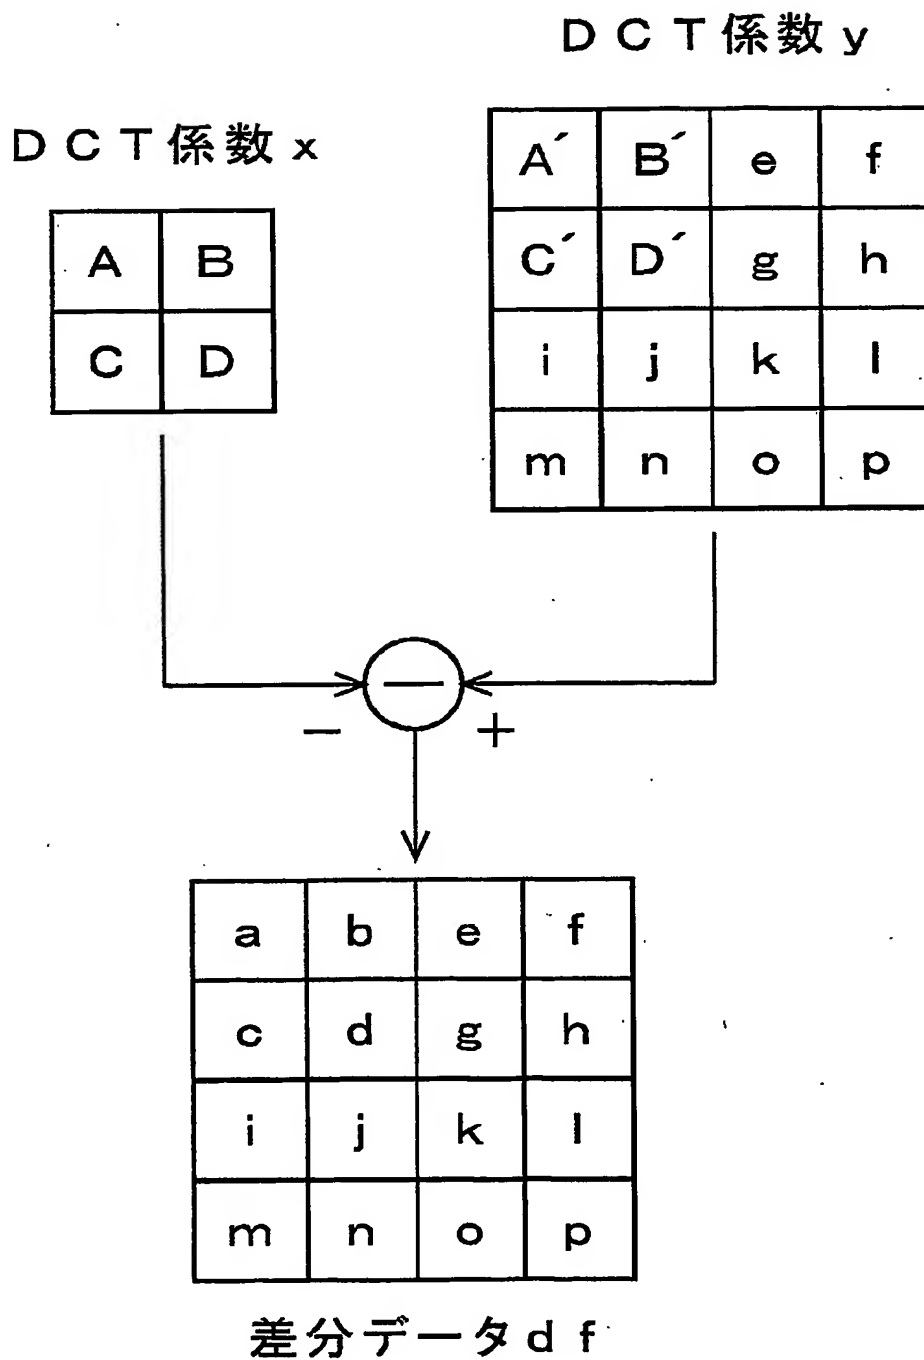 DCT係数y
DCT係数x
A´ B´ e f
C´ D´ g h
i j k l
m n o p
A B
C D
− +
a b e f
c d g h
i j k l
m n o p
差分データdf